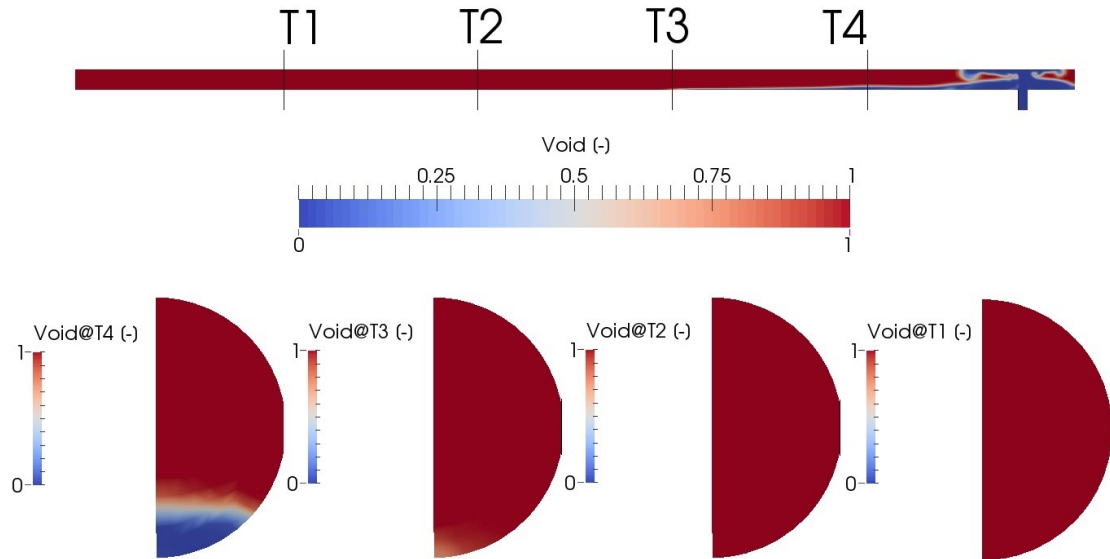 T1 T2 T3 T4
Void (-)
0.25 0.5 0.75 1
0 1
Void@T4 (-) Void@T3 (-) Void@T2 (-) Void@T1 (-)
1 1 1 1
0 0 0 0